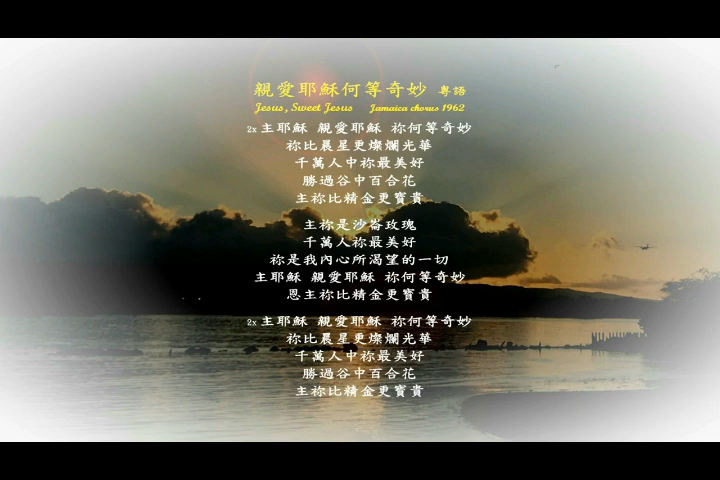 親愛耶穌何等奇妙 粵語
Jesus, Sweet Jesus Jamaica chorus 1962
2x 主耶穌 親愛耶穌 祢何等奇妙
祢比晨星更燦爛光華
千萬人中祢最美好
勝過谷中百合花
主祢比精金更寶貴
主祢是沙崙玫瑰
千萬人祢最美好
祢是我內心所渴望的一切
主耶穌 親愛耶穌 祢何等奇妙
恩主祢比精金更寶貴
2x 主耶穌 親愛耶穌 祢何等奇妙
祢比晨星更燦爛光華
千萬人中祢最美好
勝過谷中百合花
主祢比精金更寶貴